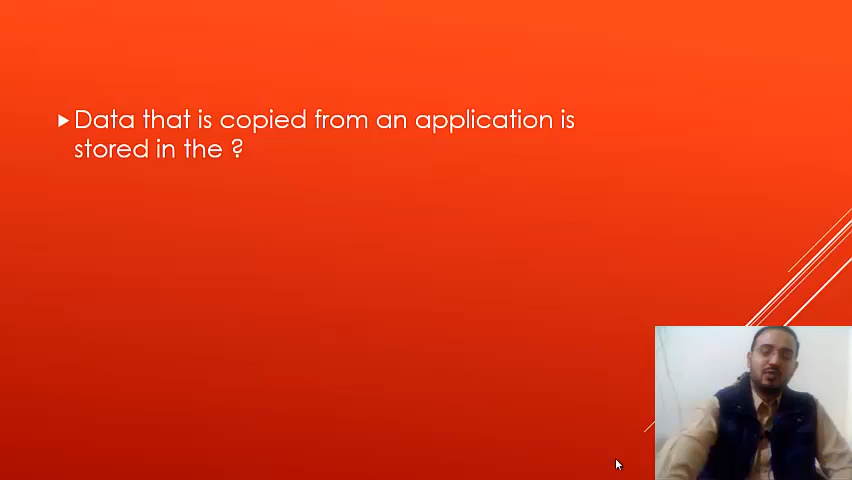 Data that is copied from an application is
stored in the ?